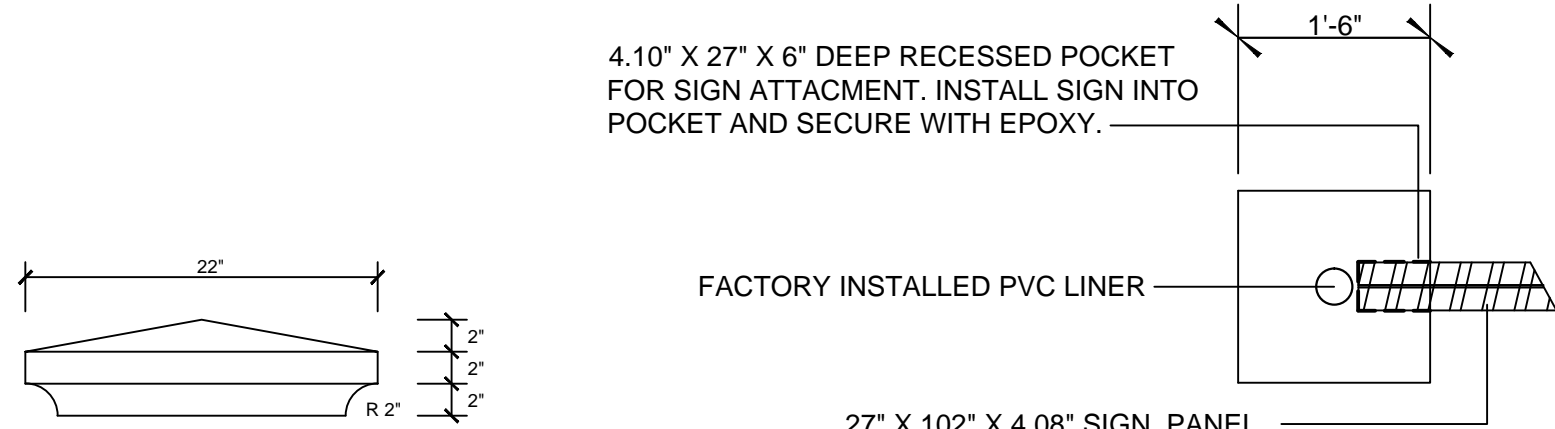 1'-6"
4.10" X 27" X 6" DEEP RECESSED POCKET
FOR SIGN ATTACMENT. INSTALL SIGN INTO
POCKET AND SECURE WITH EPOXY.
22"
FACTORY INSTALLED PVC LINER
2"
2"
2"
R 2"
27" X 102" X 4.08" SIGN PANEL